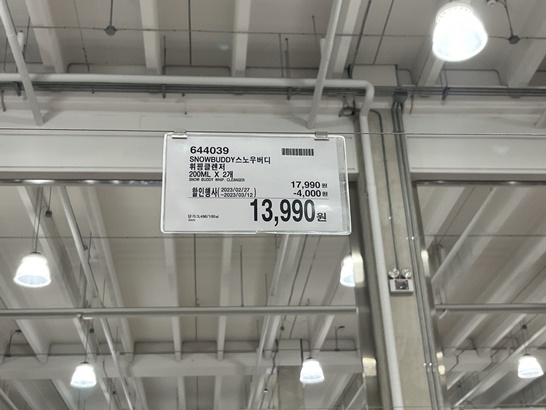 644039
SNOWBUDDY스노우버디
휘핑클렌저
200ML X 2개
SNOW BUDDY WHIP CLEANSER
17,990원
할인행사(2023/02/27 ~2023/03/12) -4,000원
13,990원